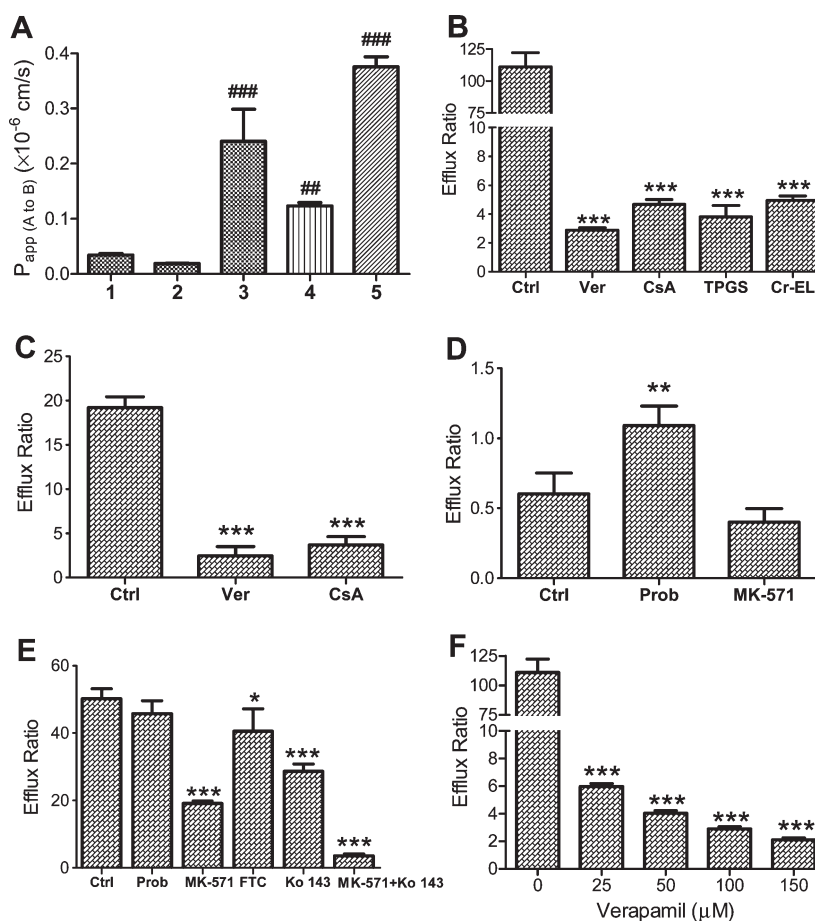 A
P app (A to B) (×10-6 cm/s)
0.4
0.3
0.2
0.1
0.0
###
##
###
1 2 3 4 5
B
Efflux Ratio
125
100
75
10
8
6
4
2
0
*** *** *** ***
Ctrl Ver CsA TPGS Cr-EL
C
Efflux Ratio
25
20
15
10
5
0
*** ***
Ctrl Ver CsA
D
Efflux Ratio
1.5
1.0
0.5
0.0
**
Ctrl Prob MK-571
E
Efflux Ratio
60
40
20
0
*** * *** ***
Ctrl Prob MK-571 FTC Ko 143 MK-571+Ko 143
F
Efflux Ratio
125
100
75
10
8
6
4
2
0
*** *** *** ***
0 25 50 100 150
Verapamil (μM)